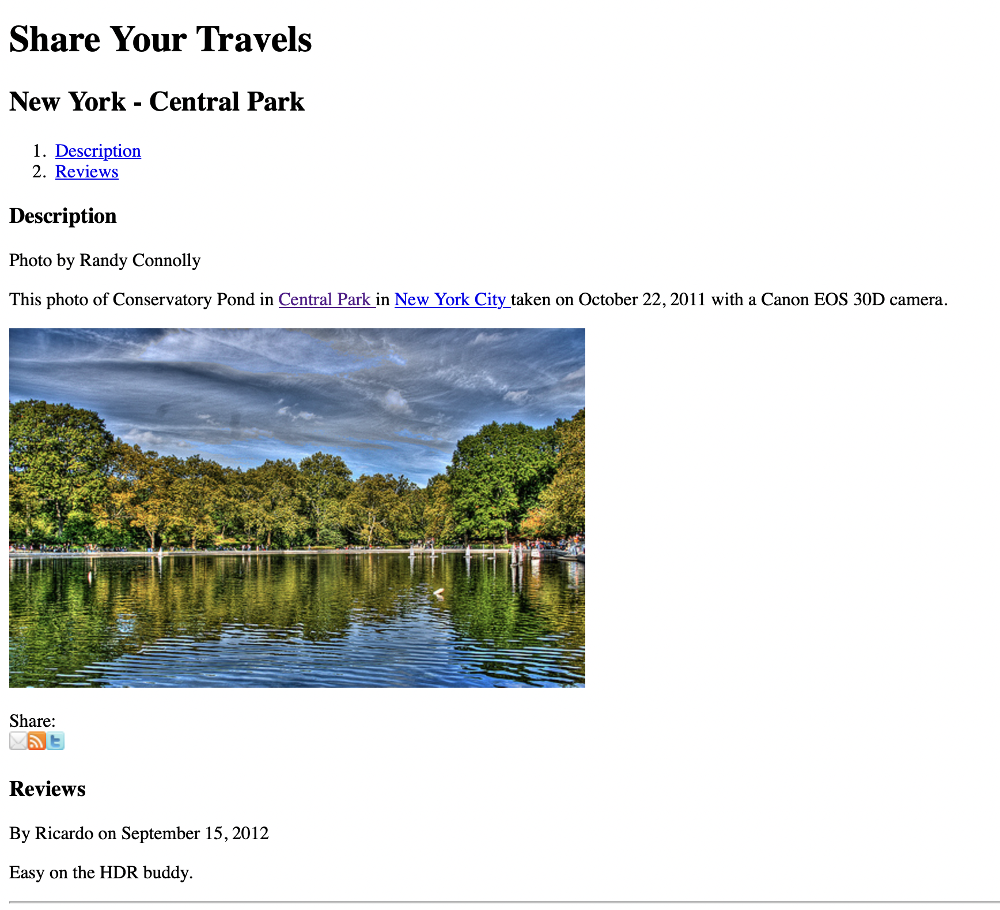 Share Your Travels
New York - Central Park
1. Description
2. Reviews
Description
Photo by Randy Connolly
This photo of Conservatory Pond in Central Park in New York City taken on October 22, 2011 with a Canon EOS 30D camera.
Share:
Reviews
By Ricardo on September 15, 2012
Easy on the HDR buddy.